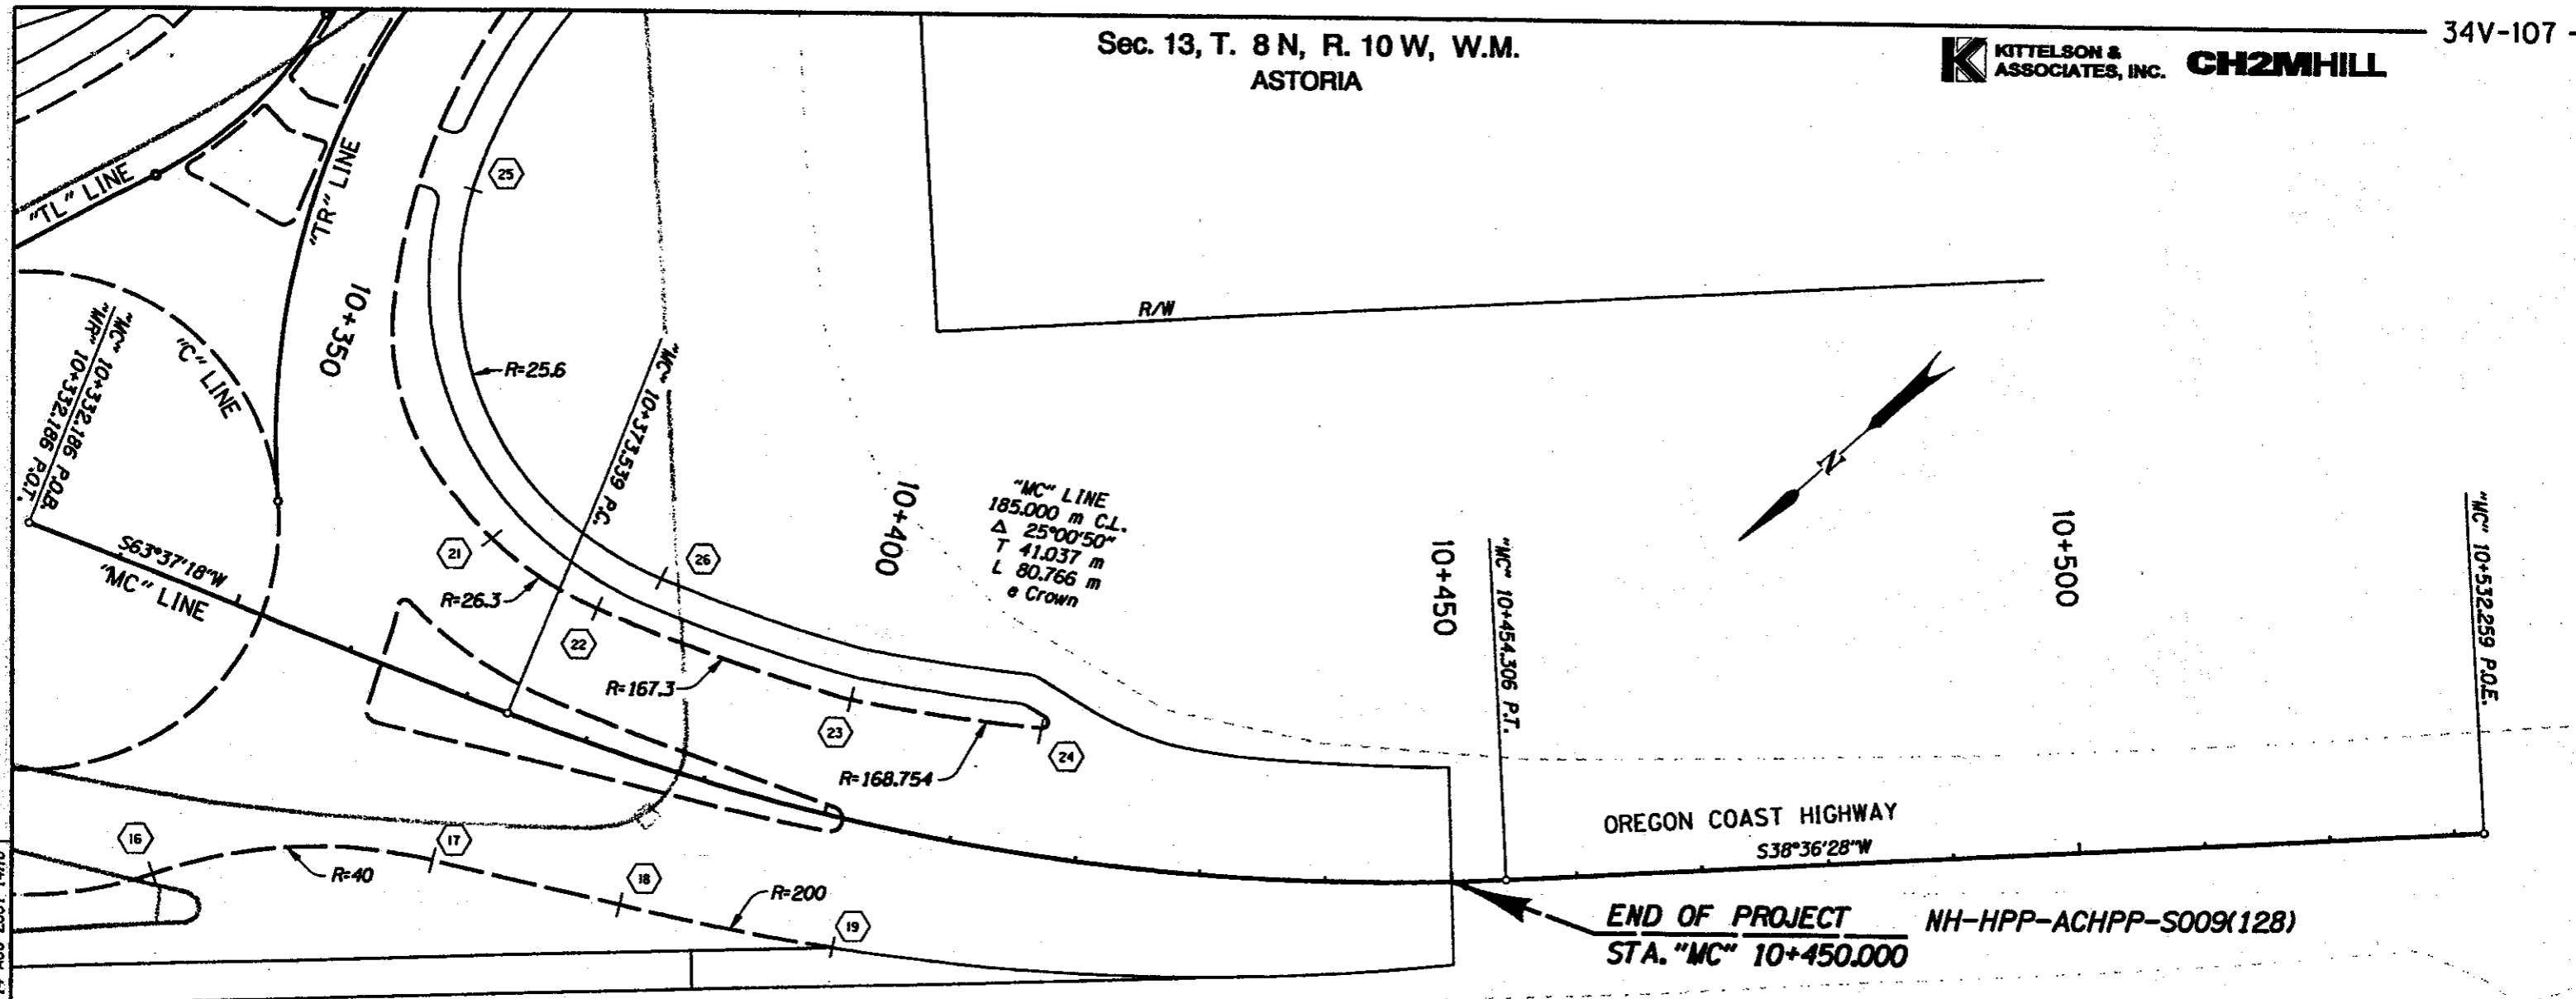 34V-107
Sec. 13, T. 8 N, R. 10 W, W.M.
ASTORIA
K KITTELSON &
ASSOCIATES, INC.
CH2MHILL
"TL" LINE
"TR" LINE
25
10+350
"C" LINE
"MC" 10+332.186 P.O.B.
"WR" 10+332.186 P.O.T.
R=25.6
"MC" 10+373.539 P.C.
R/W
N
S63°37'18"W
"MC" LINE
21
26
R=26.3
22
R=167.3
10+400
"MC" LINE
185.000 m C.L.
Δ 25°00'50"
T 41.037 m
L 80.766 m
e Crown
10+450
"MC" 10+454.306 P.T.
10+500
"MC" 10+532.259 P.O.E.
23
24
R=168.754
16
17
18
19
R=40
R=200
OREGON COAST HIGHWAY
S38°36'28"W
END OF PROJECT NH-HPP-ACHPP-S009(128)
STA. "MC" 10+450.000